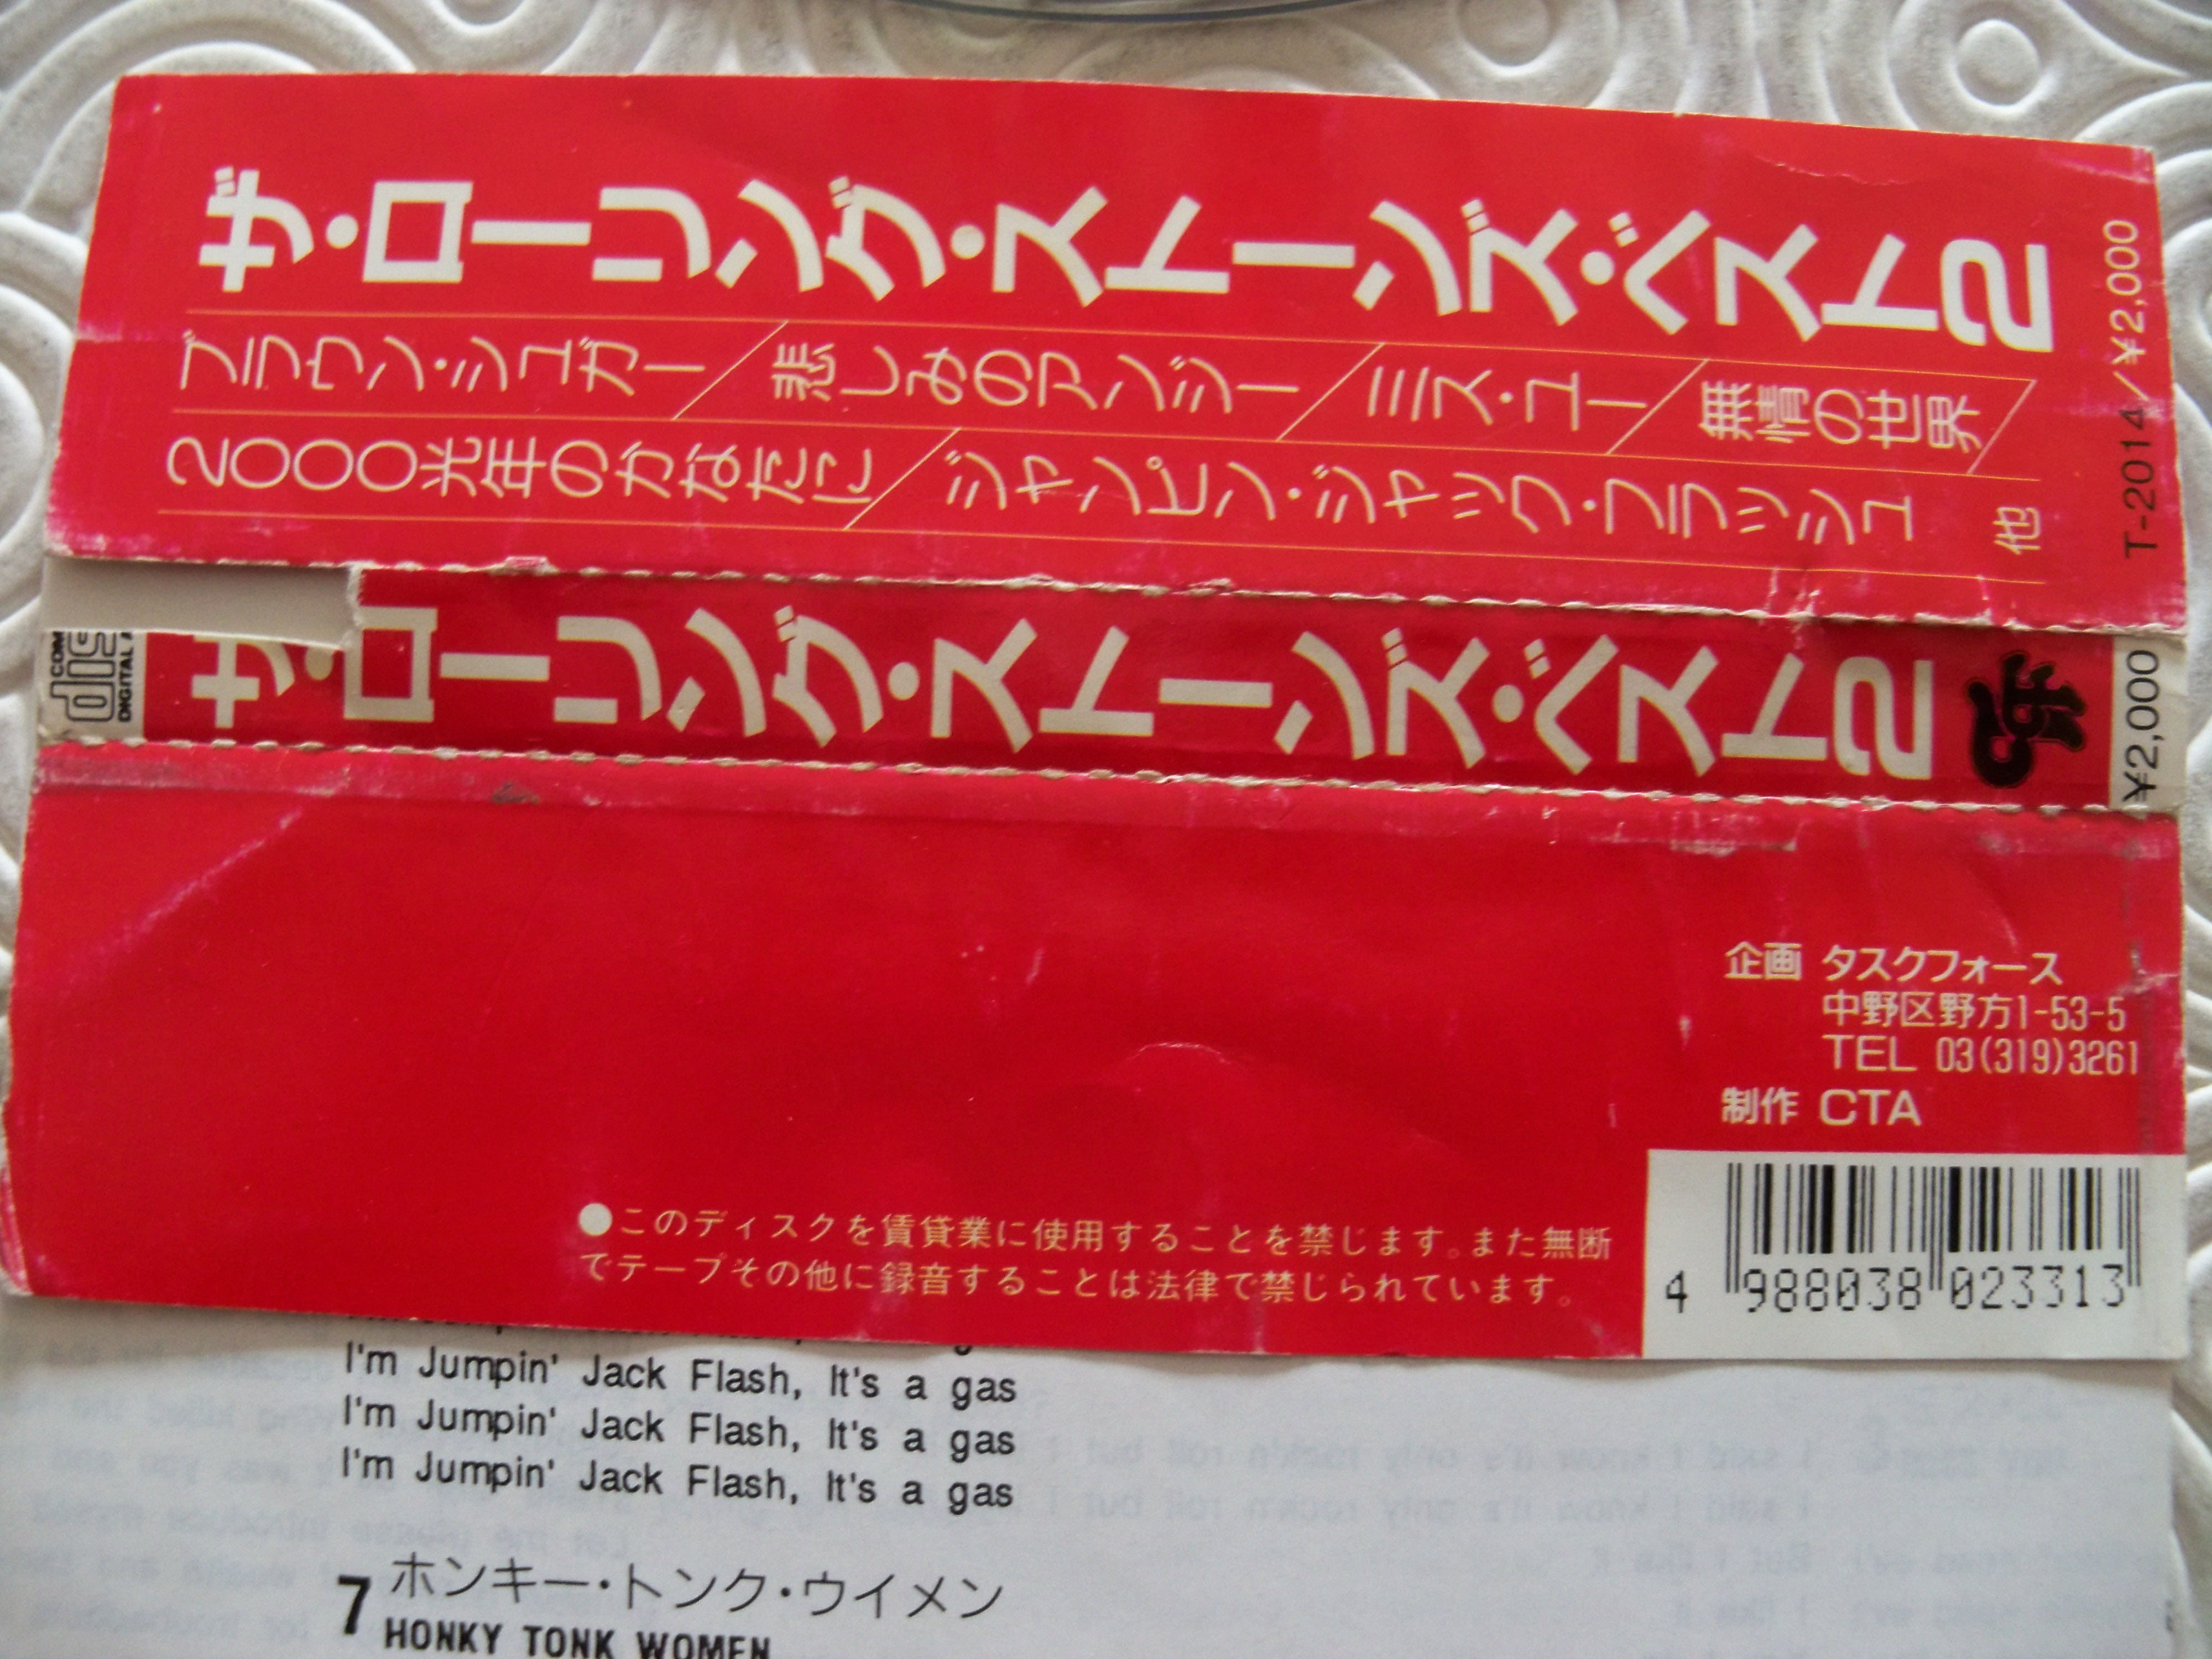 ザ・ローリング・ストーンズ・ベスト2
ブラウン・シュガー／悲しみのアンジー／ミス・ユー／無情の世界／
2000光年のかなたに／ジャンピン・ジャック・フラッシュ 他
T-2014／¥2,000
COM
disc
DIGITAL
ザ・ローリング・ストーンズ・ベスト2
¥2,000
企画 タスクフォース
中野区野方1-53-5
TEL 03(319)3261
制作 CTA
●このディスクを賃貸業に使用することを禁じます。また無断
でテープその他に録音することは法律で禁じられています。
4 988038 023313
I'm Jumpin' Jack Flash, It's a gas
I'm Jumpin' Jack Flash, It's a gas
I'm Jumpin' Jack Flash, It's a gas
7 ホンキー・トンク・ウイメン
HONKY TONK WOMEN